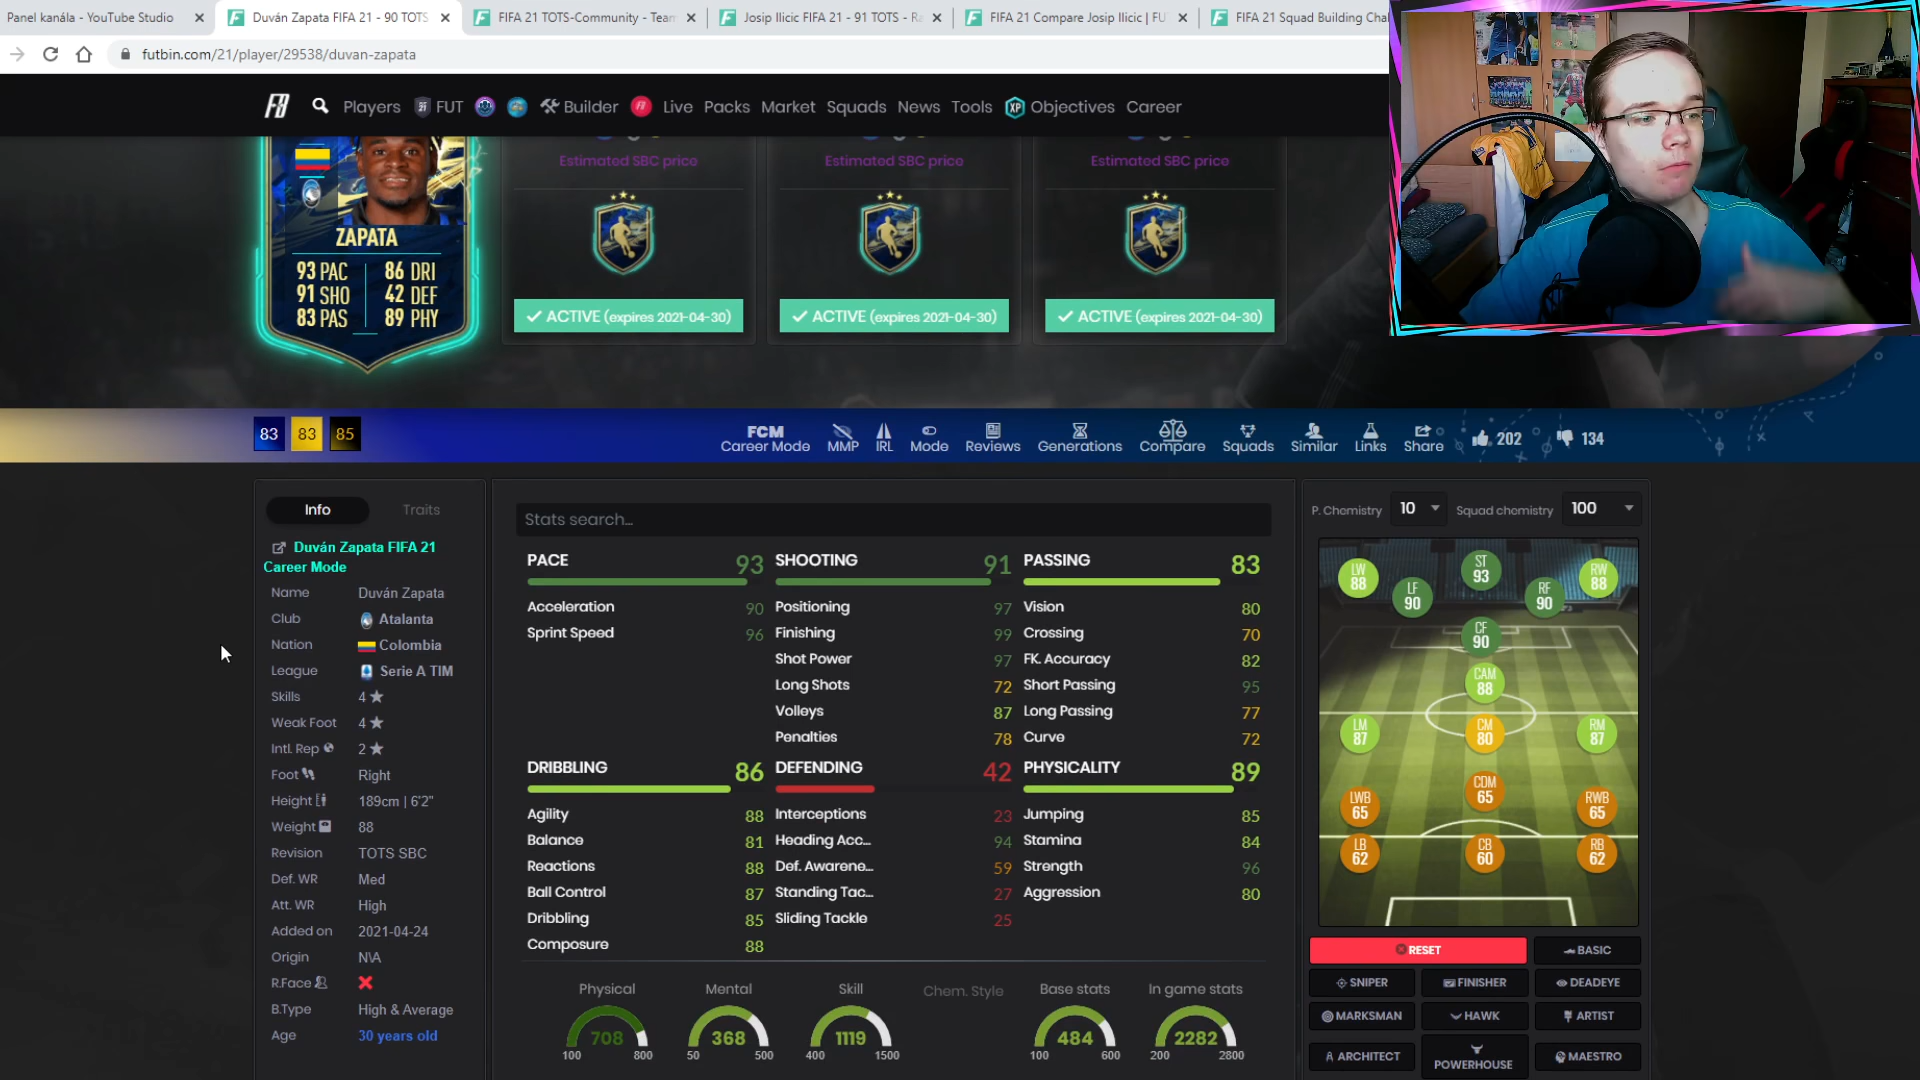 Panel kanála - YouTube Studio
Duván Zapata FIFA 21 - 90 TOTS
FIFA 21 TOTS-Community - Team
Josip Ilicic FIFA 21 - 91 TOTS - Ra
FIFA 21 Compare Josip Ilicic | FU
FIFA 21 Squad Building Chal
futbin.com/21/player/29538/duvan-zapata
Players
FUT
Builder
Live
Packs
Market
Squads
News
Tools
XP
Objectives
Career
Estimated SBC price
Estimated SBC price
Estimated SBC price
ZAPATA
93 PAC
86 DRI
91 SHO
42 DEF
83 PAS
89 PHY
ACTIVE (expires 2021-04-30)
ACTIVE (expires 2021-04-30)
ACTIVE (expires 2021-04-30)
83
83
85
FCM
Career Mode
MMP
IRL
Mode
Reviews
Generations
Compare
Squads
Similar
Links
Share
202
134
Info
Traits
Duván Zapata FIFA 21
Career Mode
Name Duván Zapata
Club Atalanta
Nation Colombia
League Serie A TIM
Skills 4 ★
Weak Foot 4 ★
Intl. Rep 2 ★
Foot Right
Height 189cm | 6'2"
Weight 88
Revision TOTS SBC
Def. WR Med
Att. WR High
Added on 2021-04-24
Origin N\A
R.Face
B.Type High & Average
Age 30 years old
Stats search...
PACE 93
Acceleration 90
Sprint Speed 96
SHOOTING 91
Positioning 97
Finishing 99
Shot Power 97
Long Shots 72
Volleys 87
Penalties 78
PASSING 83
Vision 80
Crossing 70
FK. Accuracy 82
Short Passing 95
Long Passing 77
Curve 72
DRIBBLING 86
Agility 88
Balance 81
Reactions 88
Ball Control 87
Dribbling 85
Composure 88
DEFENDING 42
Interceptions 23
Heading Acc... 94
Def. Awarene... 59
Standing Tac... 27
Sliding Tackle 25
PHYSICALITY 89
Jumping 85
Stamina 84
Strength 96
Aggression 80
Physical
708
100 800
Mental
368
50 500
Skill
1119
400 1500
Chem. Style
Base stats
484
100 600
In game stats
2282
200 2800
P. Chemistry 10
Squad chemistry 100
LW 88
LF 90
ST 93
RF 90
RW 88
CF 90
CAM 88
LM 87
CM 80
RM 87
LWB 65
CDM 65
RWB 65
LB 62
CB 60
RB 62
RESET
BASIC
SNIPER
FINISHER
DEADEYE
MARKSMAN
HAWK
ARTIST
ARCHITECT
POWERHOUSE
MAESTRO